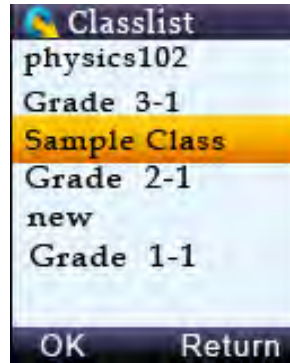 Classlist
physics102
Grade 3-1
Sample Class
Grade 2-1
new
Grade 1-1
OK Return